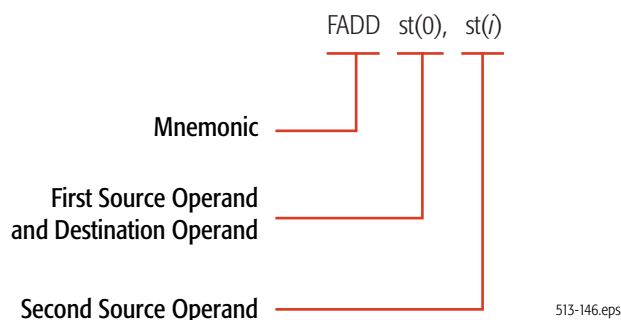 FADD st(0), st(i)
Mnemonic
First Source Operand
and Destination Operand
Second Source Operand
513-146.eps